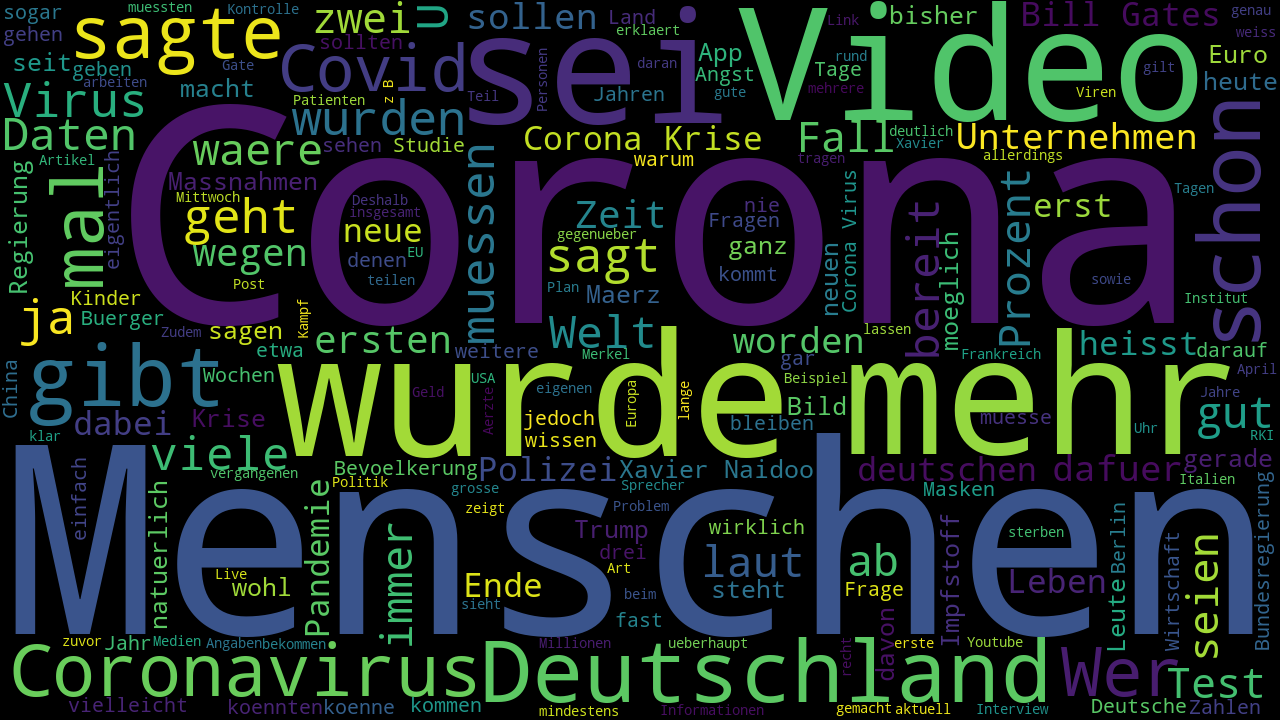 sogar
muessten
Kontrolle
zwei
U
sollen
Land
bisher
Bill Gates
genau
gehen
sagte
sollten
erklaert
Link
weiss
seit
geben
Gate
Covid
sei
Personen
daran
App
Video
rund
Euro
arbeiten
macht
z B
Teil
Jahren
Angst
Tage
gilt
heute
Virus
Patienten
wurden
gute
mehrere
Viren
schon
Daten
waere
sehen
Studie
Corona Krise
Fall
deutlich
Xavier
Unternehmen
Artikel
eigentlich
Massnahmen
warum
tragen
allerdings
Regierung
mal
Mittwoch
Corona
muessen
Corona Virus
Prozent
Tagen
geht
Deshalb
insgesamt
neue
Zeit
nie
Fragen
bereit
erst
wegen
denen
EU
gegenueber
sagt
ganz
neuen
moeglich
Post
teilen
Plan
kommt
sowie
Kinder
Maerz
Institut
ja
Buerger
Zudem
sagen
Kampf
ersten
Welt
worden
lassen
heisst
darauf
China
gibt
etwa
weitere
Merkel
gar
Frankreich
April
Wochen
wurde
mehr
USA
eigenen
Europa
lange
Beispiel
Jahre
Geld
Aerzte
dabei
Krise
jedoch
bleiben
Bild
muesse
Uhr
gut
RKI
klar
wissen
einfach
viele
Bevoelkerung
Polizei
Xavier Naidoo
deutschen
dafuer
gerade
vergangenen
Politik
Sprecher
Italien
Menschen
natuerlich
Pandemie
grosse
zeigt
Problem
Masken
Bundesregierung
immer
Trump
wirklich
Impfstoff
sterben
Leute
Berlin
Wirtschaft
seien
drei
Live
wohl
Ende
Art
laut
ab
Leben
sieht
beim
steht
Frage
fast
davon
zuvor
Jahr
Medien
Angaben
bekommen
Millionen
ueberhaupt
recht
erste
Youtube
Coronavirus
Deutschland
Wer
Test
vielleicht
koennten
koenne
kommen
mindestens
Informationen
gemacht
aktuell
Interview
Deutsche
Zahlen